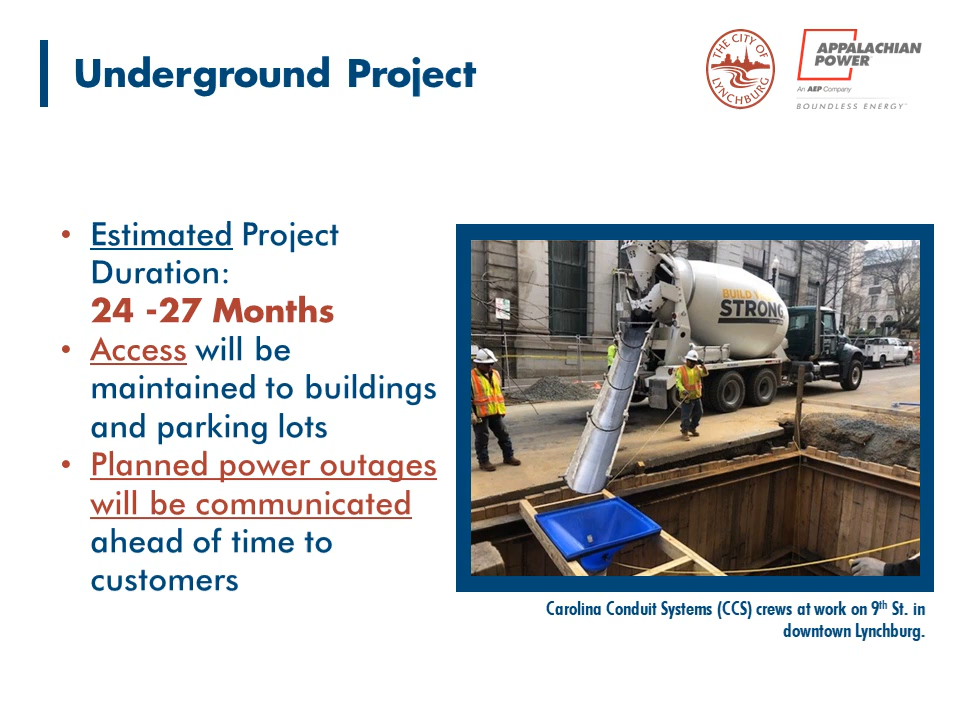 Underground Project
THE CITY OF
LYNCHBURG
APPALACHIAN
POWER
An AEP Company
BOUNDLESS ENERGY™
• Estimated Project
Duration:
24 -27 Months
• Access will be
maintained to buildings
and parking lots
• Planned power outages
will be communicated
ahead of time to
customers
BUILD
STRONG
Carolina Conduit Systems (CCS) crews at work on 9th St. in
downtown Lynchburg.